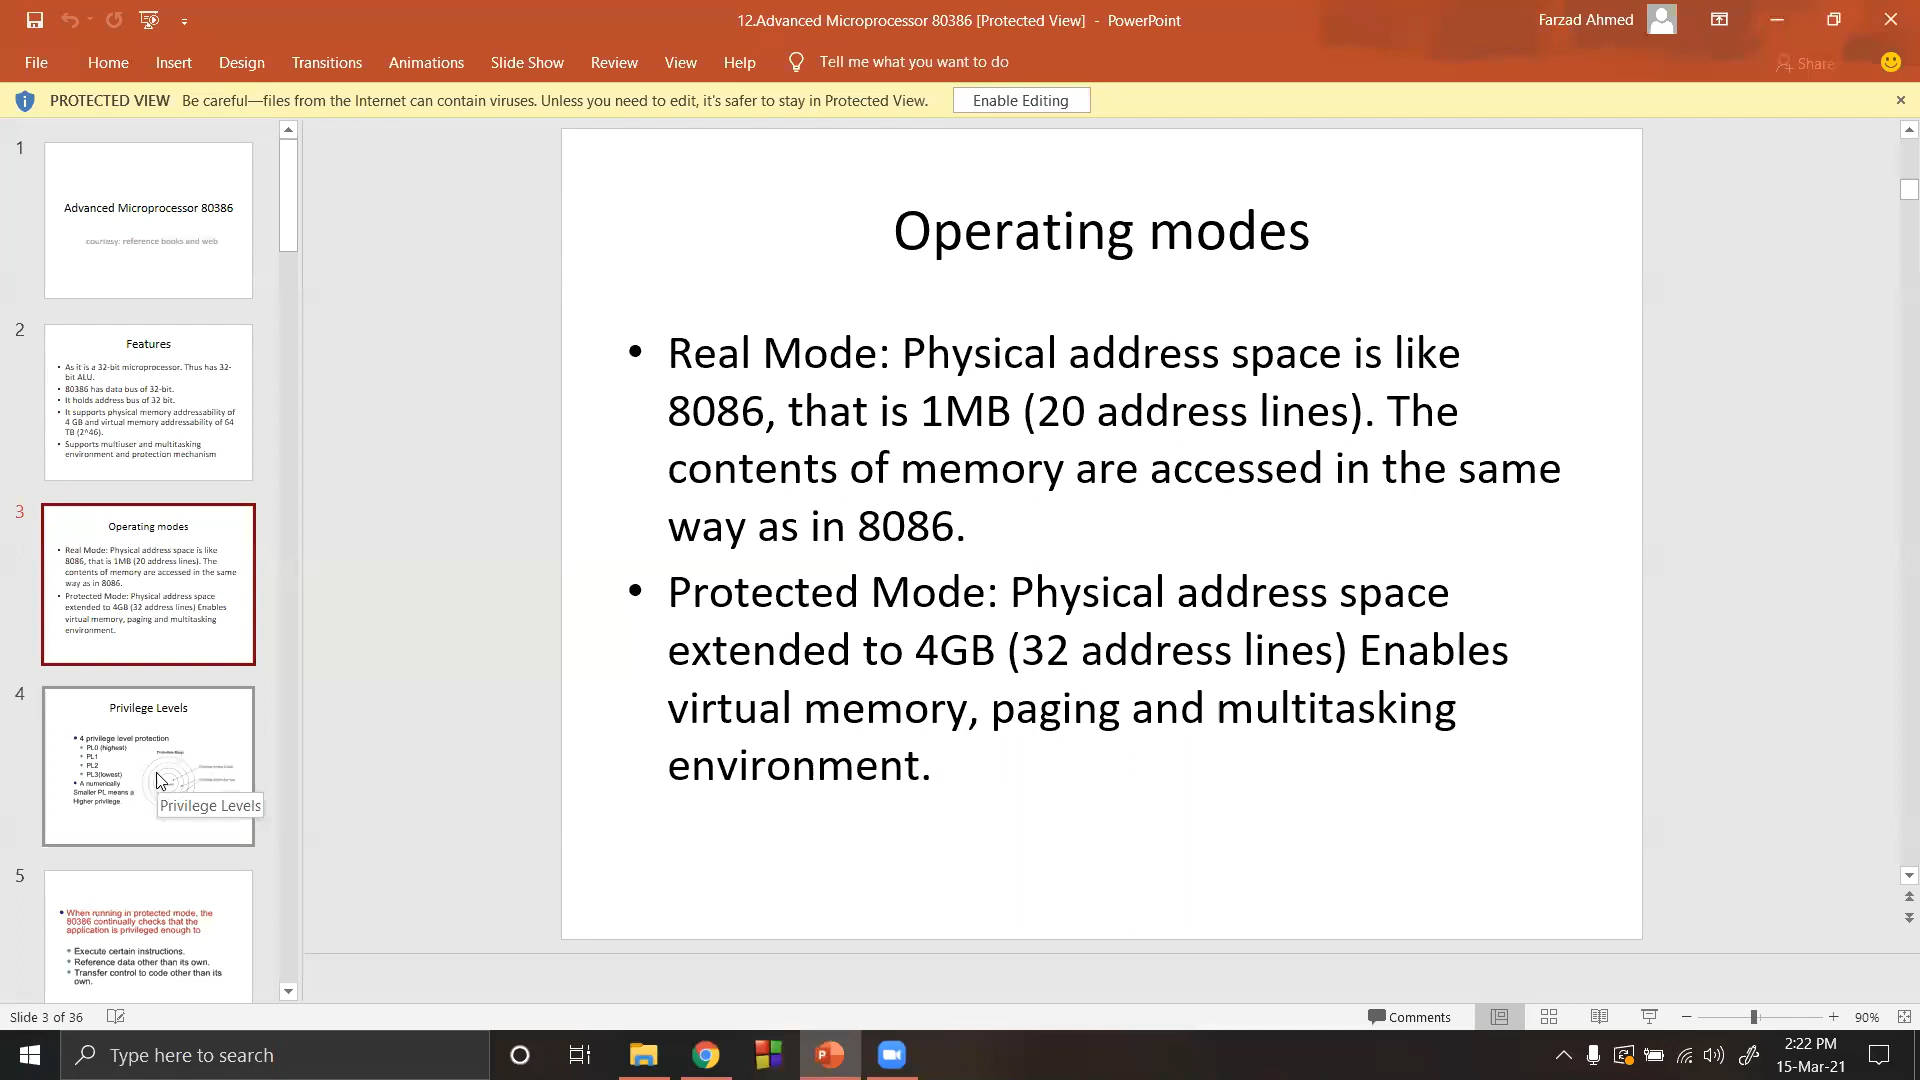 12.Advanced Microprocessor 80386 [Protected View] - PowerPoint
Farzad Ahmed
File Home Insert Design Transitions Animations Slide Show Review View Help Tell me what you want to do
Share
PROTECTED VIEW Be careful—files from the Internet can contain viruses. Unless you need to edit, it's safer to stay in Protected View. Enable Editing
1
Advanced Microprocessor 80386
courtesy: reference books and web
2
Features
• As it is a 32-bit microprocessor. Thus has 32-
bit ALU.
• 80386 has data bus of 32-bit.
• It holds address bus of 32 bit.
• It supports physical memory addressability of
4 GB and virtual memory addressability of 64
TB (2^46).
• Supports multiuser and multitasking
environment and protection mechanism
3
Operating modes
• Real Mode: Physical address space is like
8086, that is 1MB (20 address lines). The
contents of memory are accessed in the same
way as in 8086.
• Protected Mode: Physical address space
extended to 4GB (32 address lines) Enables
virtual memory, paging and multitasking
environment.
4
Privilege Levels
• 4 privilege level protection
• PL0 (highest)
• PL1
• PL2
• PL3(lowest)
• A numerically
Smaller PL means a
Higher privilege.
Privilege Levels
5
• When running in protected mode, the
80386 continually checks that the
application is privileged enough to
• Execute certain instructions.
• Reference data other than its own.
• Transfer control to code other than its
own.
Operating modes
• Real Mode: Physical address space is like
8086, that is 1MB (20 address lines). The
contents of memory are accessed in the same
way as in 8086.
• Protected Mode: Physical address space
extended to 4GB (32 address lines) Enables
virtual memory, paging and multitasking
environment.
Slide 3 of 36
Comments
90%
Type here to search
2:22 PM
15-Mar-21